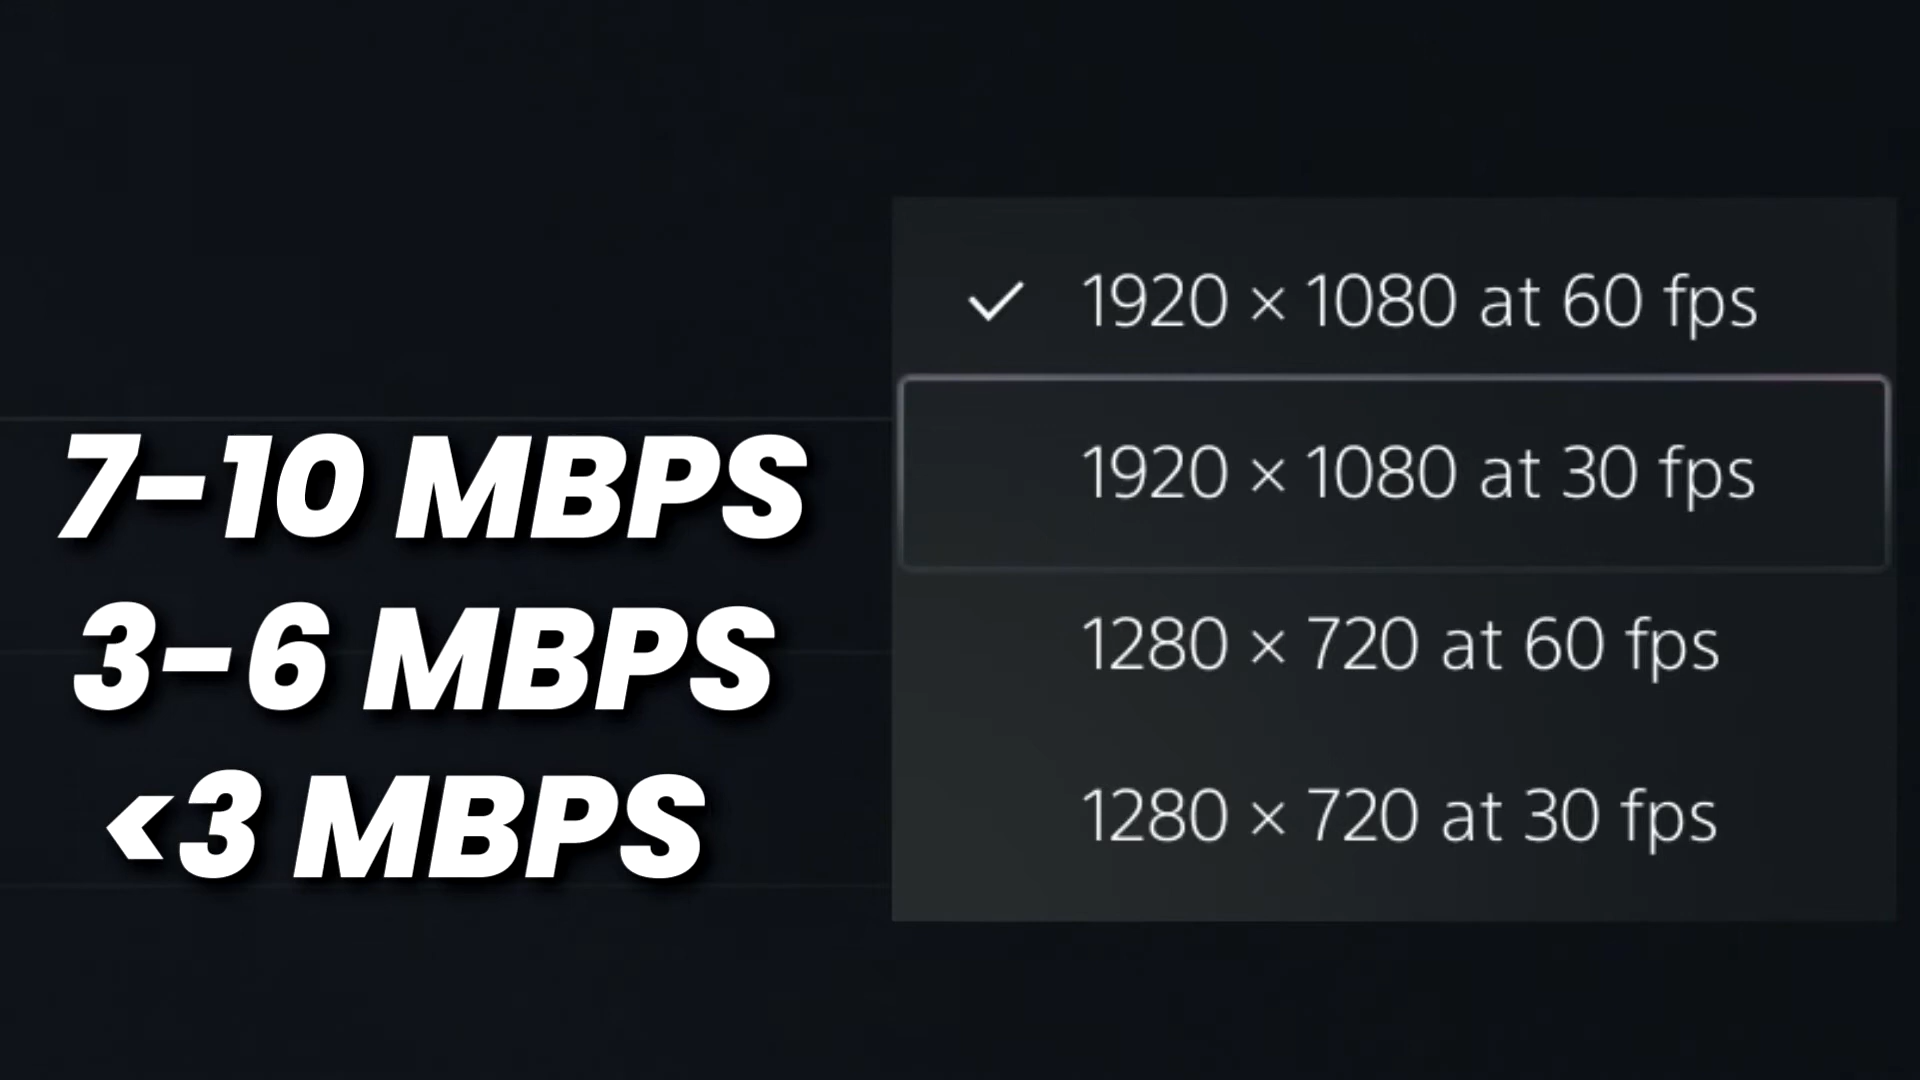 1920 × 1080 at 60 fps
7-10 MBPS
1920 × 1080 at 30 fps
3-6 MBPS
1280 × 720 at 60 fps
<3 MBPS
1280 × 720 at 30 fps